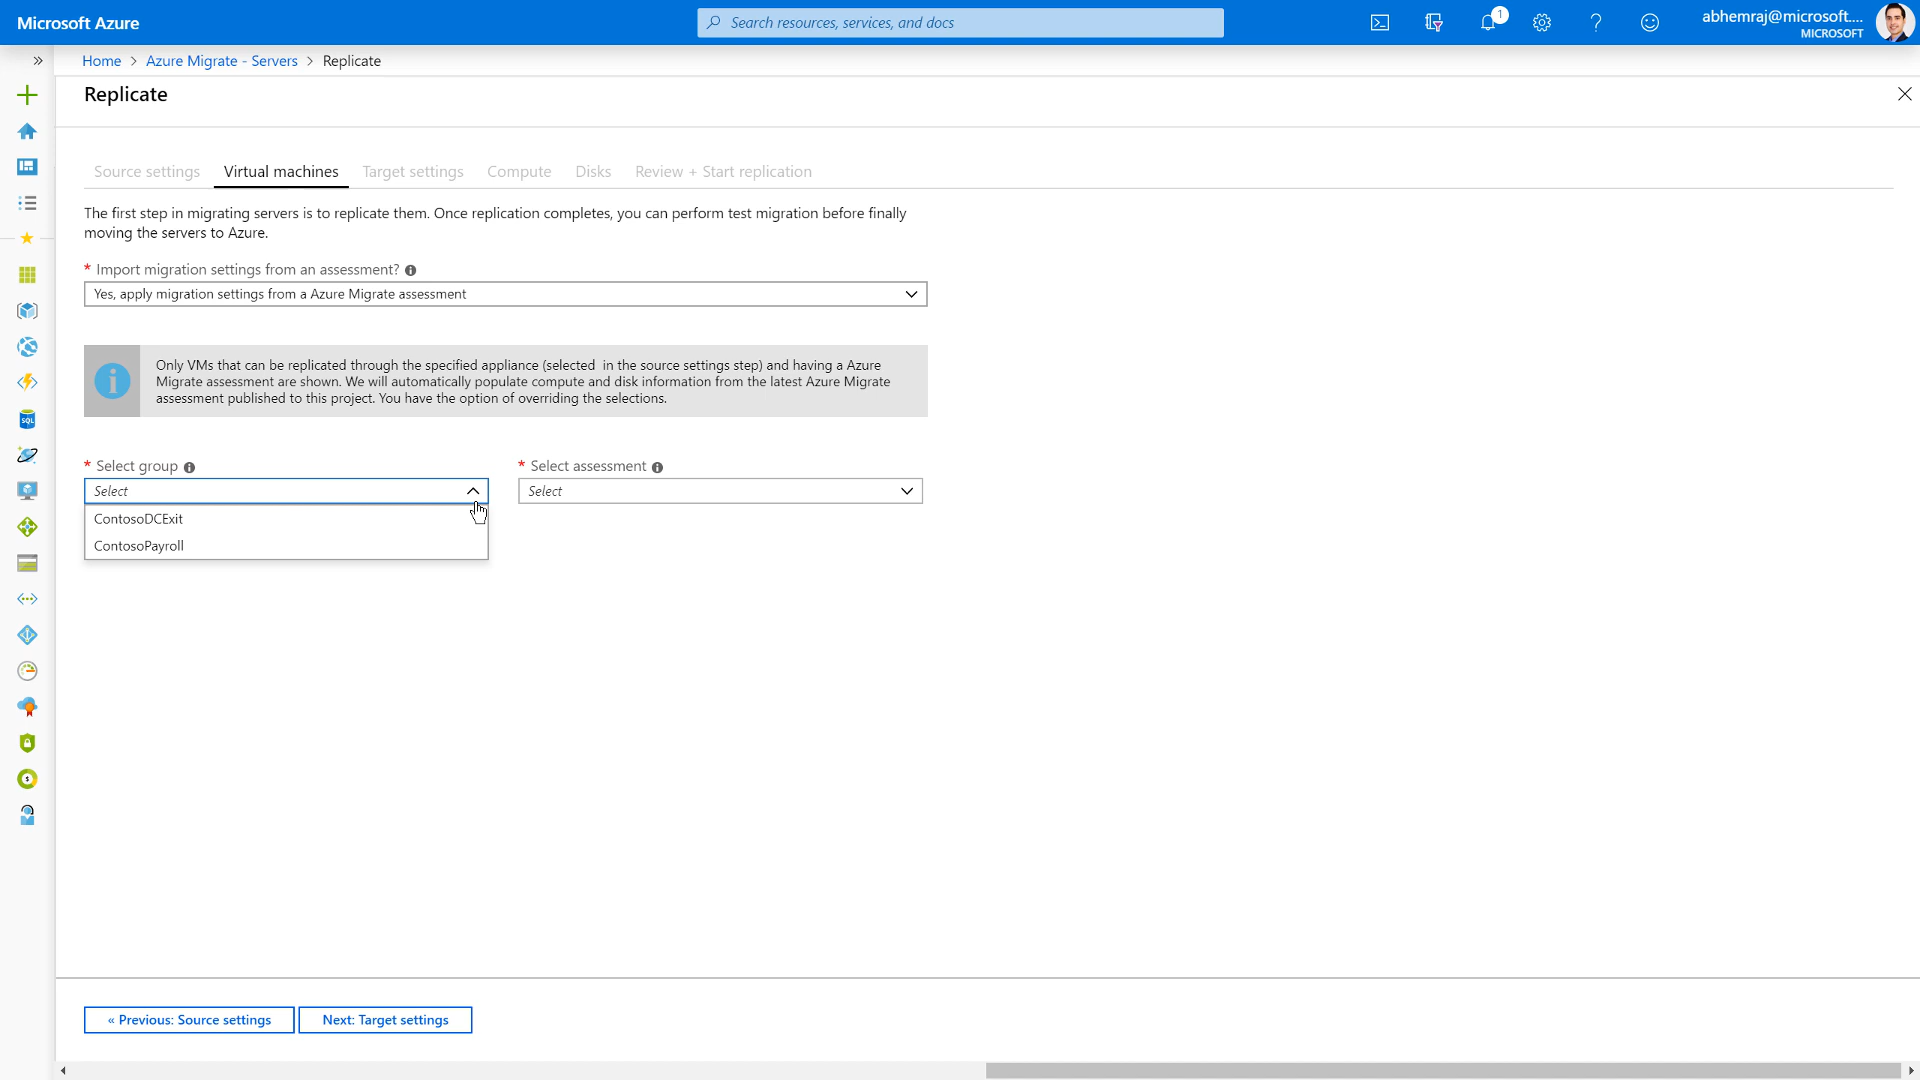 Microsoft Azure
Search resources, services, and docs
1
abhemraj@microsoft....
MICROSOFT
Home > Azure Migrate - Servers > Replicate
Replicate
Source settings Virtual machines Target settings Compute Disks Review + Start replication
The first step in migrating servers is to replicate them. Once replication completes, you can perform test migration before finally
moving the servers to Azure.
* Import migration settings from an assessment?
Yes, apply migration settings from a Azure Migrate assessment
Only VMs that can be replicated through the specified appliance (selected in the source settings step) and having a Azure
Migrate assessment are shown. We will automatically populate compute and disk information from the latest Azure Migrate
assessment published to this project. You have the option of overriding the selections.
* Select group
Select
ContosoDCExit
ContosoPayroll
* Select assessment
Select
« Previous: Source settings
Next: Target settings
SQL